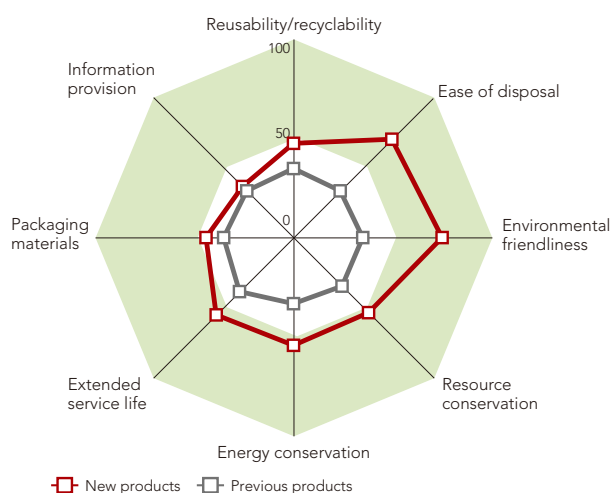 Reusability/recyclability
100
Information
provision
Ease of disposal
50
0
Packaging
materials
Environmental
friendliness
Extended
service life
Resource
conservation
Energy conservation
New products
Previous products